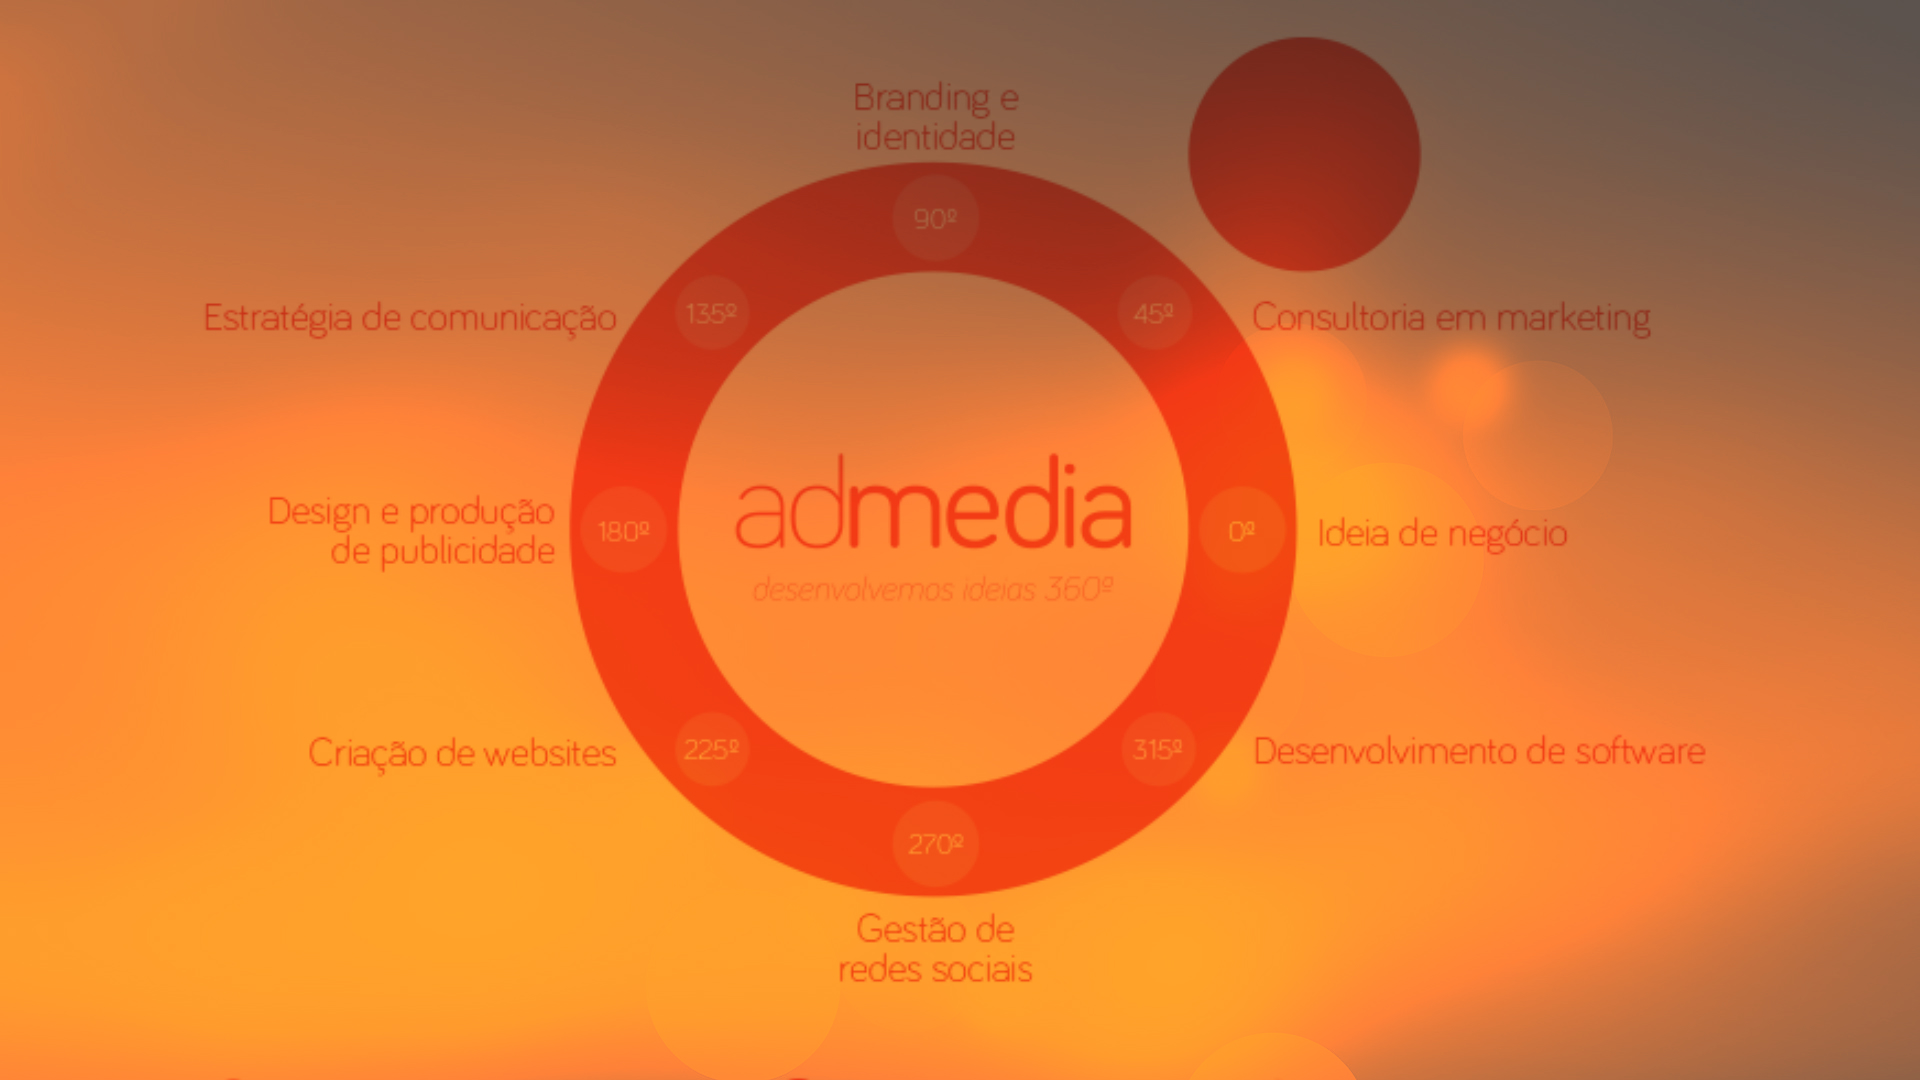 Branding e
identidade
90º
Estratégia de comunicação
135º
45º
Consultoria em marketing
Design e produção
de publicidade
180º
admedia
desenvolvemos ideias 360º
0º
Ideia de negócio
Criação de websites
225º
315º
Desenvolvimento de software
270º
Gestão de
redes sociais